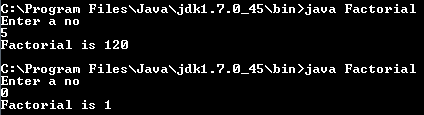 C:\Program Files\Java\jdk1.7.0_45\bin>java Factorial
Enter a no
5
Factorial is 120
C:\Program Files\Java\jdk1.7.0_45\bin>java Factorial
Enter a no
0
Factorial is 1